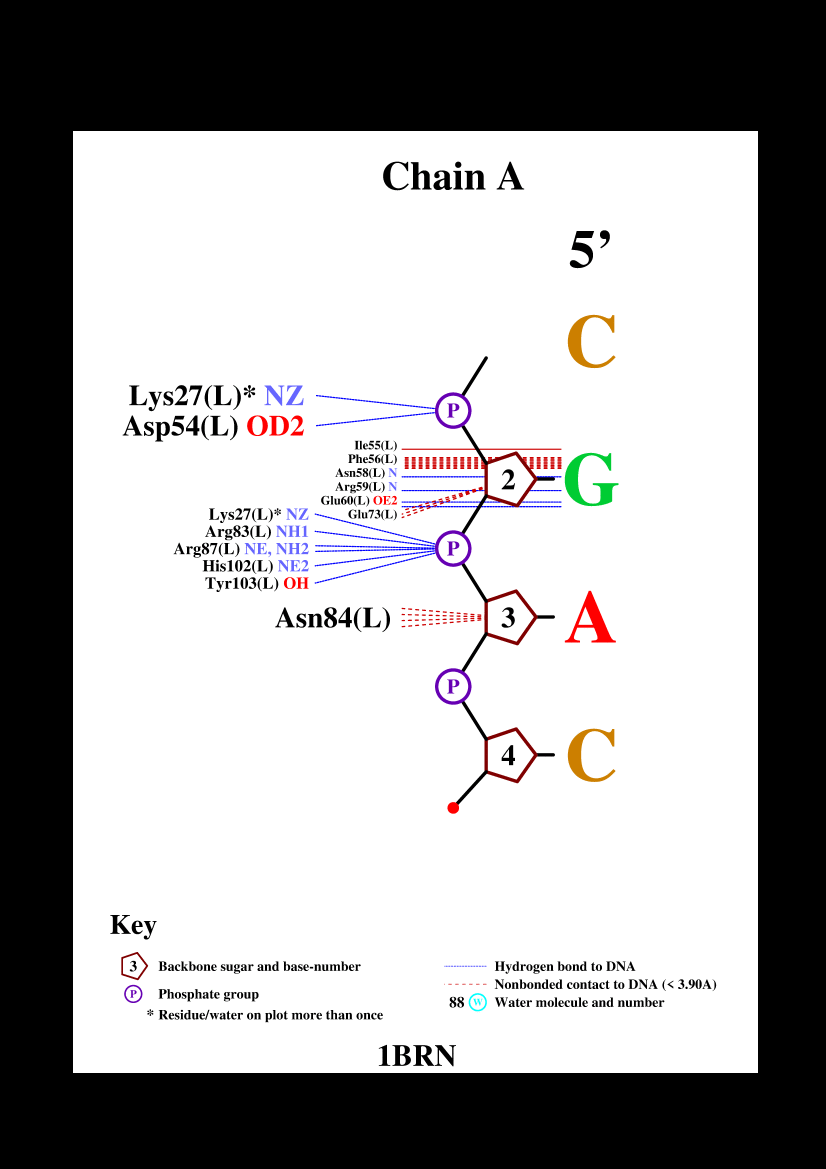 Chain A
5’
C
Lys27(L)* NZ
P
Asp54(L) OD2
Ile55(L)
Phe56(L)
Asn58(L) N
2
G
Arg59(L) N
Glu60(L) OE2
Glu73(L)
Lys27(L)* NZ
Arg83(L) NH1
Arg87(L) NE, NH2
P
His102(L) NE2
Tyr103(L) OH
Asn84(L)
3
A
P
4
C
Key
3 Backbone sugar and base-number
P Phosphate group
* Residue/water on plot more than once
Hydrogen bond to DNA
Nonbonded contact to DNA (< 3.90A)
88 W Water molecule and number
1BRN